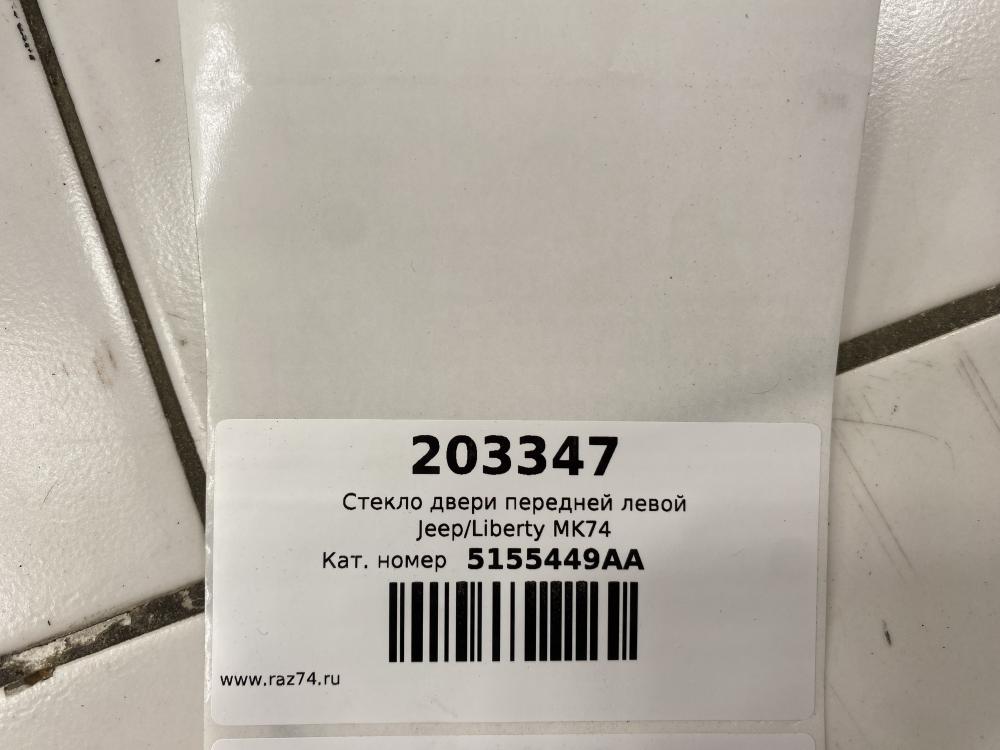 203347
Стекло двери передней левой
Jeep/Liberty MK74
Кат. номер 5155449AA
www.raz74.ru